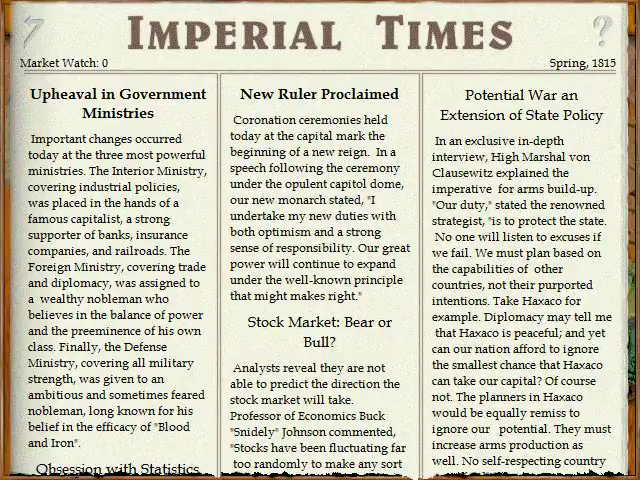 Imperial Times
Market Watch: 0
Spring, 1815
Upheaval in Government
Ministries
Important changes occurred
today at the three most powerful
ministries. The Interior Ministry,
covering industrial policies,
was placed in the hands of a
famous capitalist, a strong
supporter of banks, insurance
companies, and railroads. The
Foreign Ministry, covering trade
and diplomacy, was assigned to
a wealthy nobleman who
believes in the balance of power
and the preeminence of his own
class. Finally, the Defense
Ministry, covering all military
strength, was given to an
ambitious and sometimes feared
nobleman, long known for his
belief in the efficacy of "Blood
and Iron".
Obsession with Statistics
New Ruler Proclaimed
Coronation ceremonies held
today at the capital mark the
beginning of a new reign. In a
speech following the ceremony
under the opulent capitol dome,
our new monarch stated, "I
undertake my new duties with
both optimism and a strong
sense of responsibility. Our great
power will continue to expand
under the well-known principle
that might makes right."
Stock Market: Bear or
Bull?
Analysts reveal they are not
able to predict the direction the
stock market will take.
Professor of Economics Buck
"Snidely" Johnson commented,
"Stocks have been fluctuating far
too randomly to make any sort
Potential War an
Extension of State Policy
In an exclusive in-depth
interview, High Marshal von
Clausewitz explained the
imperative for arms build-up.
"Our duty," stated the renowned
strategist, "is to protect the state.
No one will listen to excuses if
we fail. We must plan based on
the capabilities of other
countries, not their purported
intentions. Take Haxaco for
example. Diplomacy may tell me
that Haxaco is peaceful; and yet
can our nation afford to ignore
the smallest chance that Haxaco
can take our capital? Of course
not. The planners in Haxaco
would be equally remiss to
ignore our potential. They must
increase arms production as
well. No self-respecting country